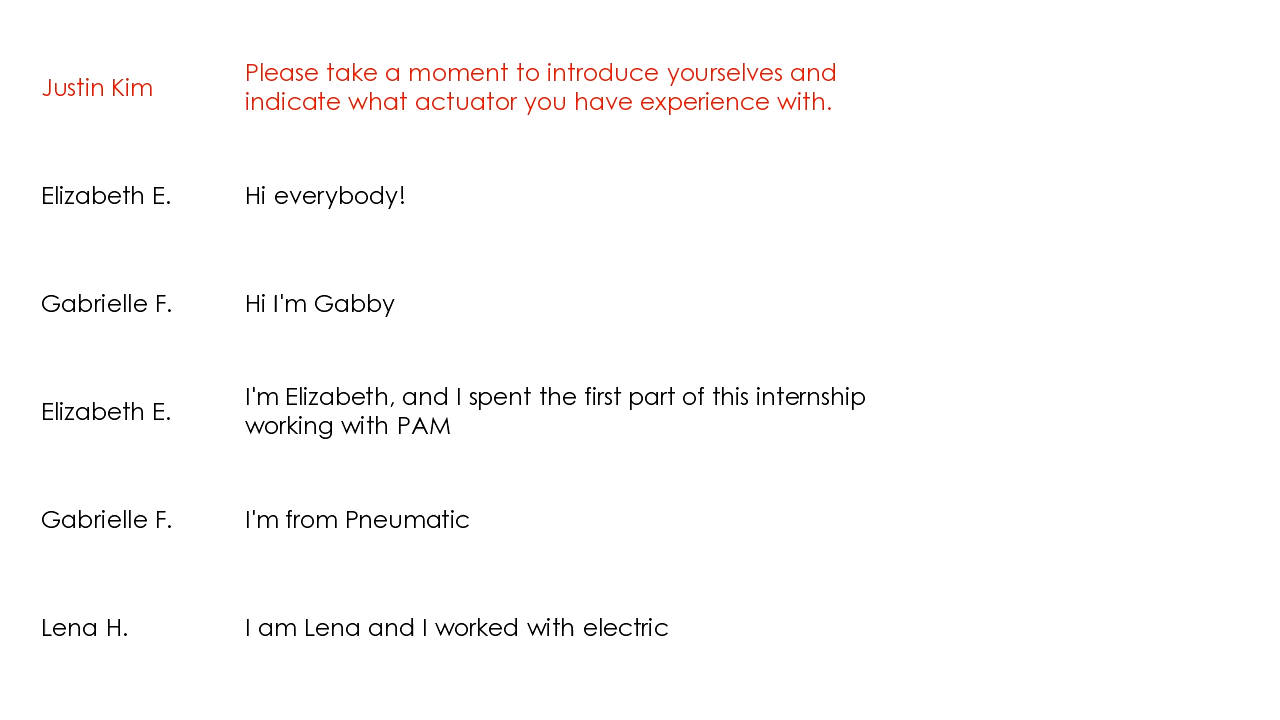 Justin Kim
Please take a moment to introduce yourselves and
indicate what actuator you have experience with.
Elizabeth E.
Hi everybody!
Gabrielle F.
Hi I'm Gabby
Elizabeth E.
I'm Elizabeth, and I spent the first part of this internship
working with PAM
Gabrielle F.
I'm from Pneumatic
Lena H.
I am Lena and I worked with electric